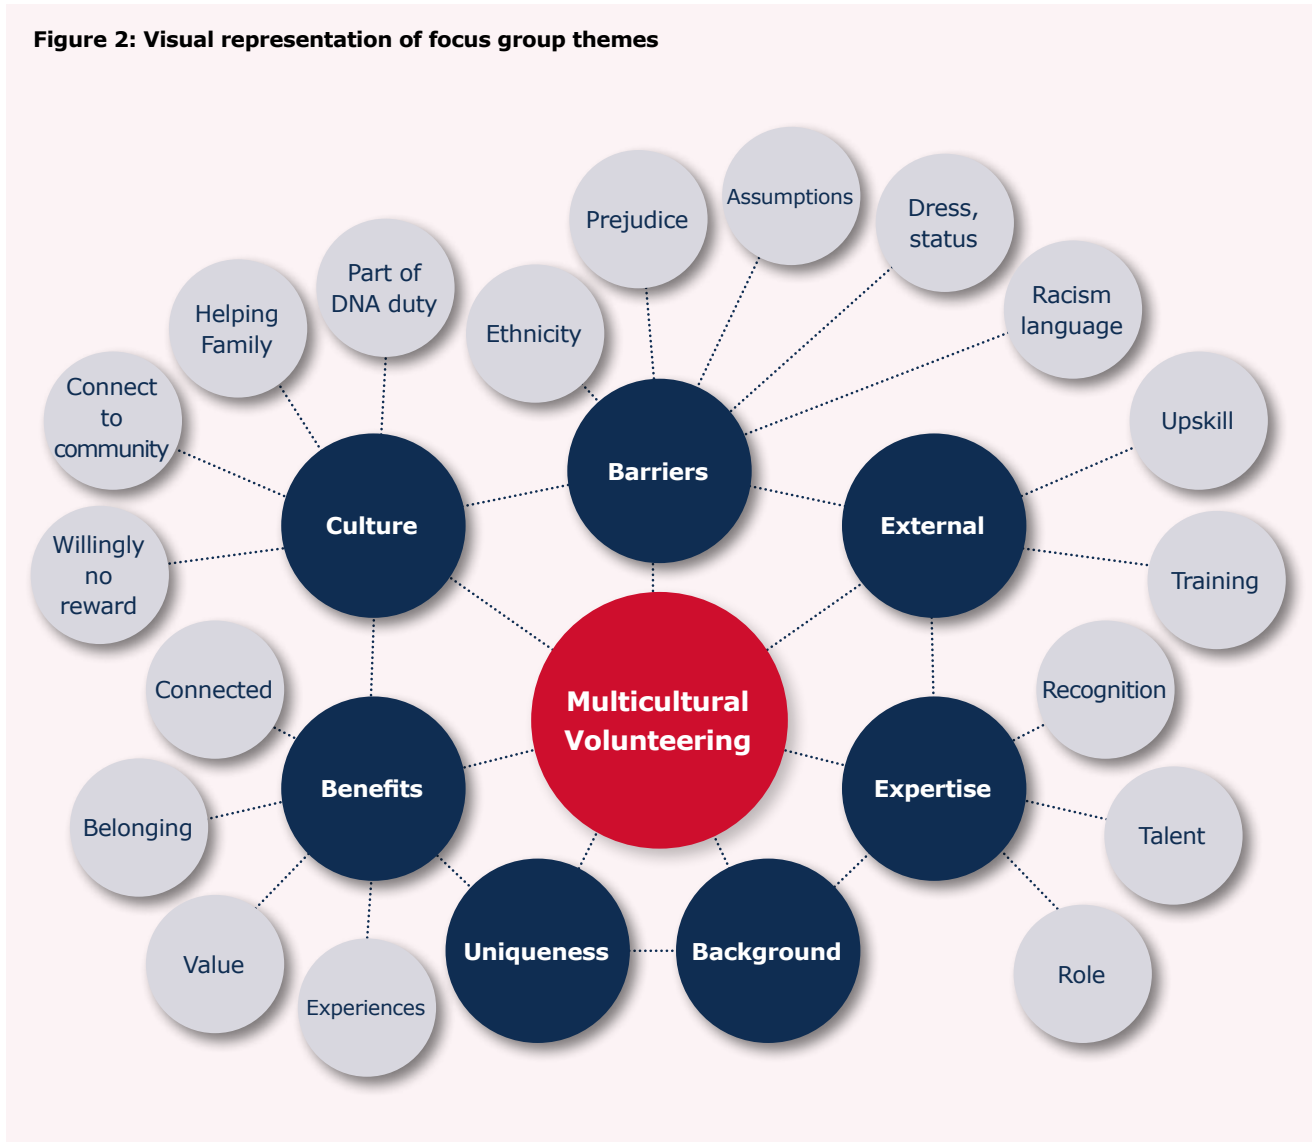 Figure 2: Visual representation of focus group themes
Prejudice
Assumptions
Dress,
status
Racism
language
Part of
DNA duty
Helping
Family
Ethnicity
Connect
to
community
Upskill
Barriers
Culture
External
Willingly
no
reward
Training
Connected
Recognition
Multicultural
Volunteering
Benefits
Expertise
Belonging
Talent
Uniqueness
Background
Value
Role
Experiences